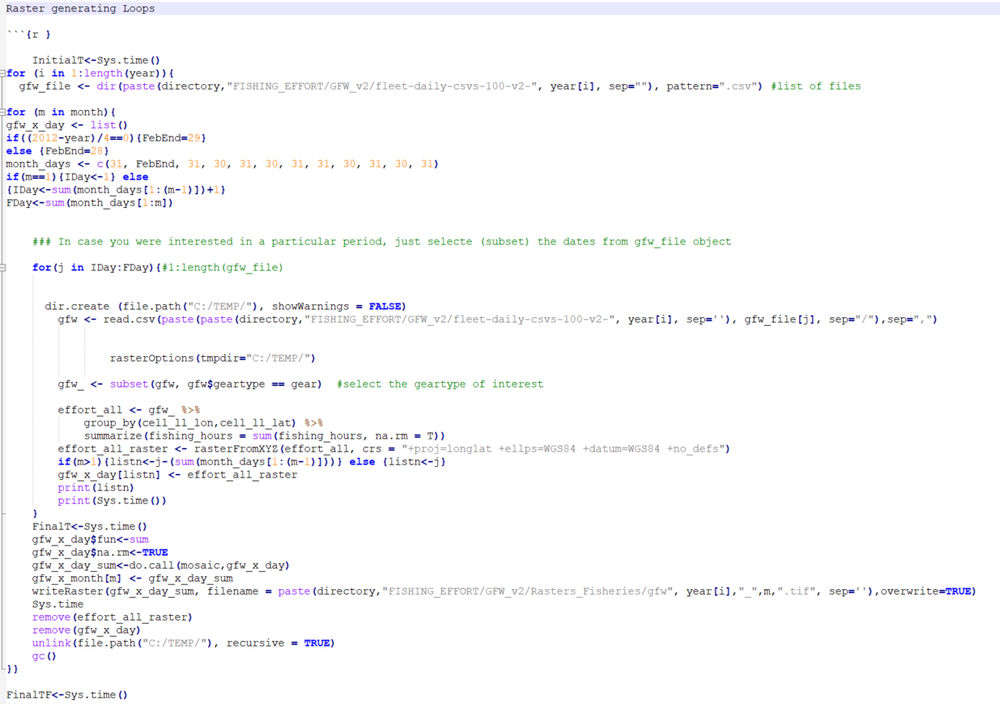 Raster generating Loops
```{r }
InitialT<-Sys.time()
for (i in 1:length(year)){
gfw_file <- dir(paste(directory,"FISHING_EFFORT/GFW_v2/fleet-daily-csvs-100-v2-", year[i], sep=""), pattern=".csv") #list of files
for (m in month){
gfw_x_day <- list()
if((2012-year)/4==0){FebEnd=29}
else {FebEnd=28}
month_days <- c(31, FebEnd, 31, 30, 31, 30, 31, 31, 30, 31, 30, 31)
if(m==1){IDay<-1} else
{IDay<-sum(month_days[1:(m-1)])+1}
FDay<-sum(month_days[1:m])
### In case you were interested in a particular period, just selecte (subset) the dates from gfw_file object
for(j in IDay:FDay){#1:length(gfw_file)
dir.create (file.path("C:/TEMP/"), showWarnings = FALSE)
gfw <- read.csv(paste(paste(directory,"FISHING_EFFORT/GFW_v2/fleet-daily-csvs-100-v2-", year[i], sep=''), gfw_file[j], sep="/"),sep=",")
rasterOptions(tmpdir="C:/TEMP/")
gfw_ <- subset(gfw, gfw$geartype == gear)  #select the geartype of interest
effort_all <- gfw_ %>%
group_by(cell_ll_lon,cell_ll_lat) %>%
summarize(fishing_hours = sum(fishing_hours, na.rm = T))
effort_all_raster <- rasterFromXYZ(effort_all, crs = "+proj=longlat +ellps=WGS84 +datum=WGS84 +no_defs")
if(m>1){listn<-j-(sum(month_days[1:(m-1)]))} else {listn<-j}
gfw_x_day[listn] <- effort_all_raster
print(listn)
print(Sys.time())
}
FinalT<-Sys.time()
gfw_x_day$fun<-sum
gfw_x_day$na.rm<-TRUE
gfw_x_day_sum<-do.call(mosaic,gfw_x_day)
gfw_x_month[m] <- gfw_x_day_sum
writeRaster(gfw_x_day_sum, filename = paste(directory,"FISHING_EFFORT/GFW_v2/Rasters_Fisheries/gfw", year[i],"_",m,".tif", sep=''),overwrite=TRUE)
Sys.time
remove(effort_all_raster)
remove(gfw_x_day)
unlink(file.path("C:/TEMP/"), recursive = TRUE)
gc()
}}
FinalTF<-Sys.time()